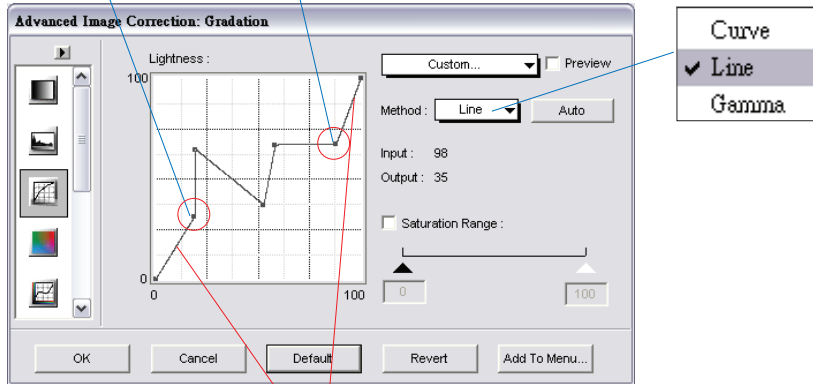 Advanced Image Correction: Gradation
Lightness :
100
0
0 100
Custom... Preview
Method : Line Auto
Input : 98
Output : 35
Saturation Range :
0 100
OK Cancel Default Revert Add To Menu...
Curve
Line
Gamma